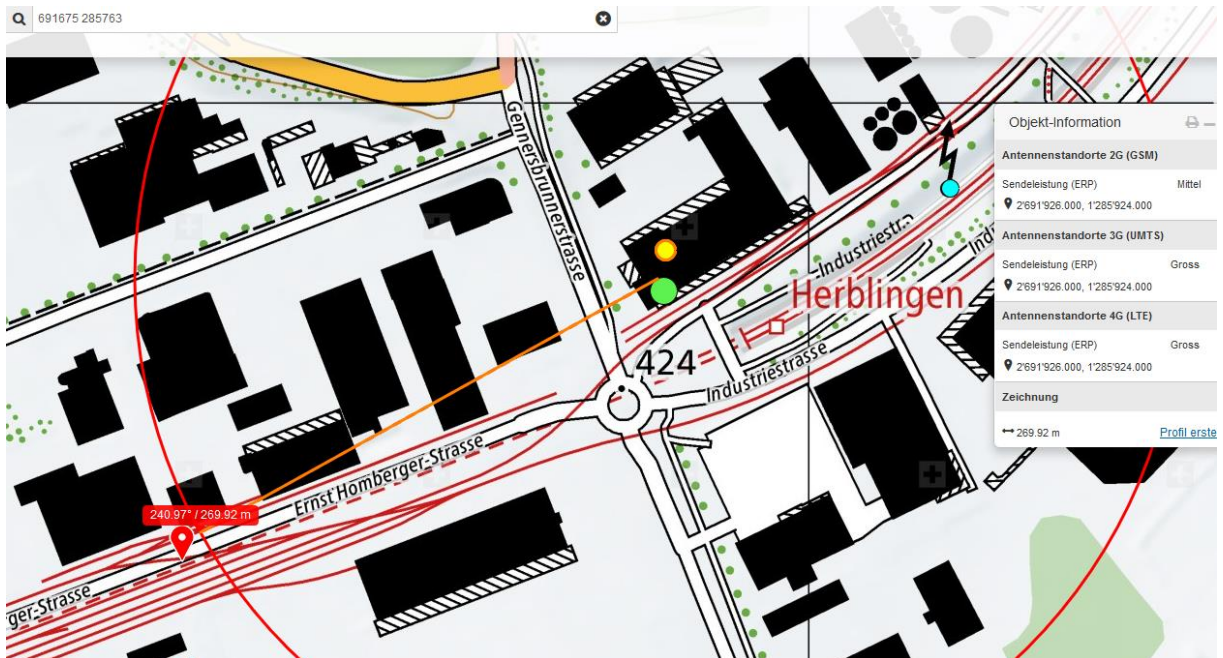 691675 285763
Objekt-Information
Antennenstandorte 2G (GSM)
Sendeleistung (ERP) Mittel
2'691'926.000, 1'285'924.000
Antennenstandorte 3G (UMTS)
Sendeleistung (ERP) Gross
2'691'926.000, 1'285'924.000
Antennenstandorte 4G (LTE)
Sendeleistung (ERP) Gross
2'691'926.000, 1'285'924.000
Zeichnung
269.92 m Profil erste
Gennersbrunnerstrasse
Industriestra
Ind
Herblingen
424
Industriestrasse
Ernst Homberger-Strasse
240.97° / 269.92 m
ger-Strasse